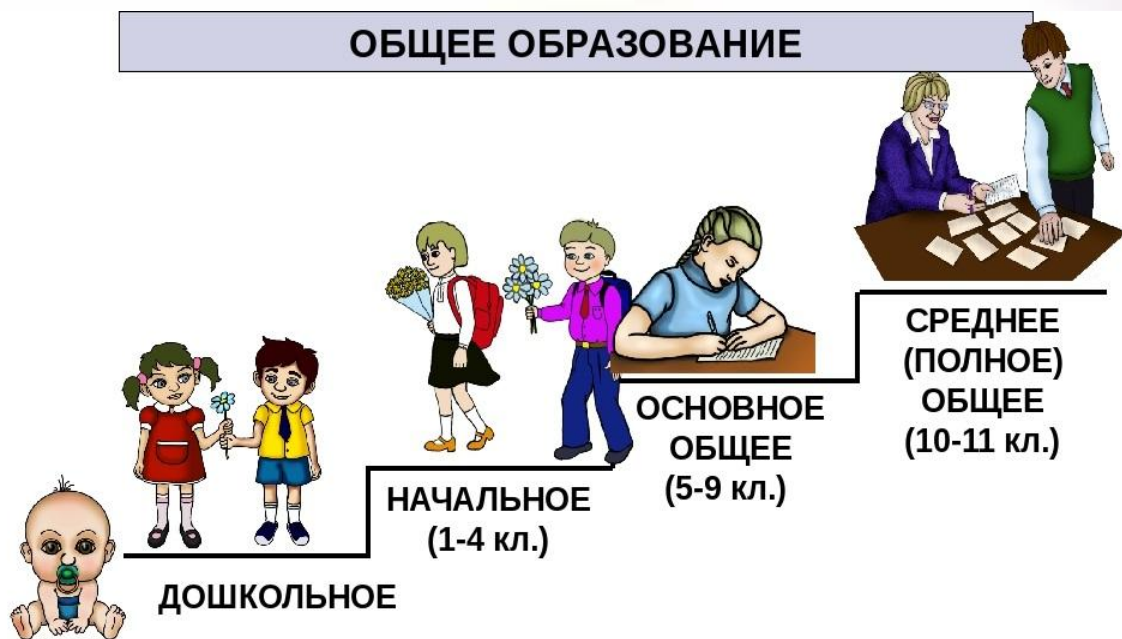 ОБЩЕЕ ОБРАЗОВАНИЕ
ДОШКОЛЬНОЕ
НАЧАЛЬНОЕ
(1-4 кл.)
ОСНОВНОЕ
ОБЩЕЕ
(5-9 кл.)
СРЕДНЕЕ
(ПОЛНОЕ)
ОБЩЕЕ
(10-11 кл.)